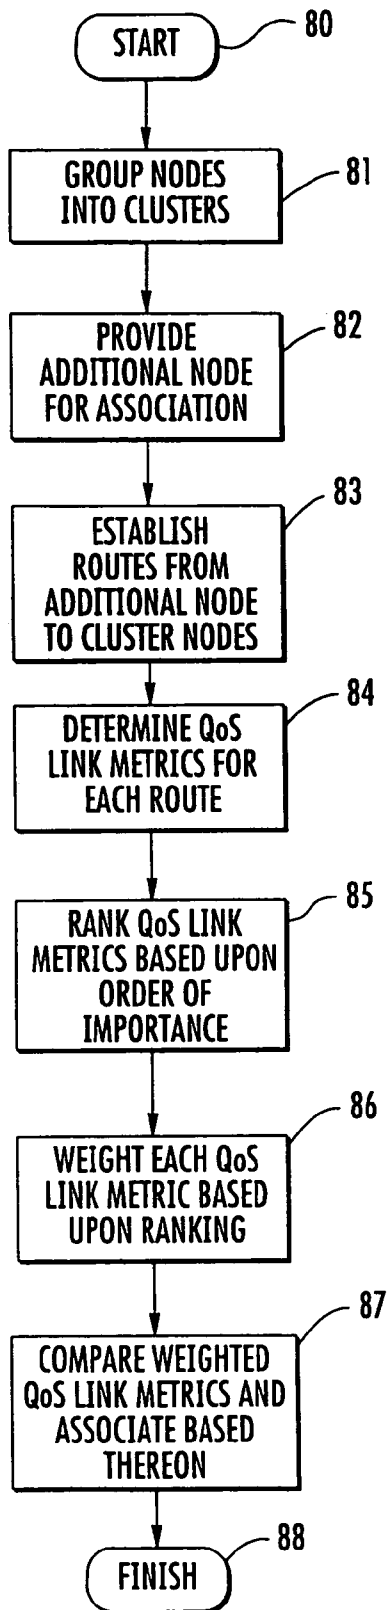 START
80
GROUP NODES
INTO CLUSTERS
81
PROVIDE
ADDITIONAL NODE
FOR ASSOCIATION
82
ESTABLISH
ROUTES FROM
ADDITIONAL NODE
TO CLUSTER NODES
83
DETERMINE QoS
LINK METRICS FOR
EACH ROUTE
84
RANK QoS LINK
METRICS BASED UPON
ORDER OF
IMPORTANCE
85
WEIGHT EACH QoS
LINK METRIC BASED
UPON RANKING
86
COMPARE WEIGHTED
QoS LINK METRICS AND
ASSOCIATE BASED
THEREON
87
FINISH
88